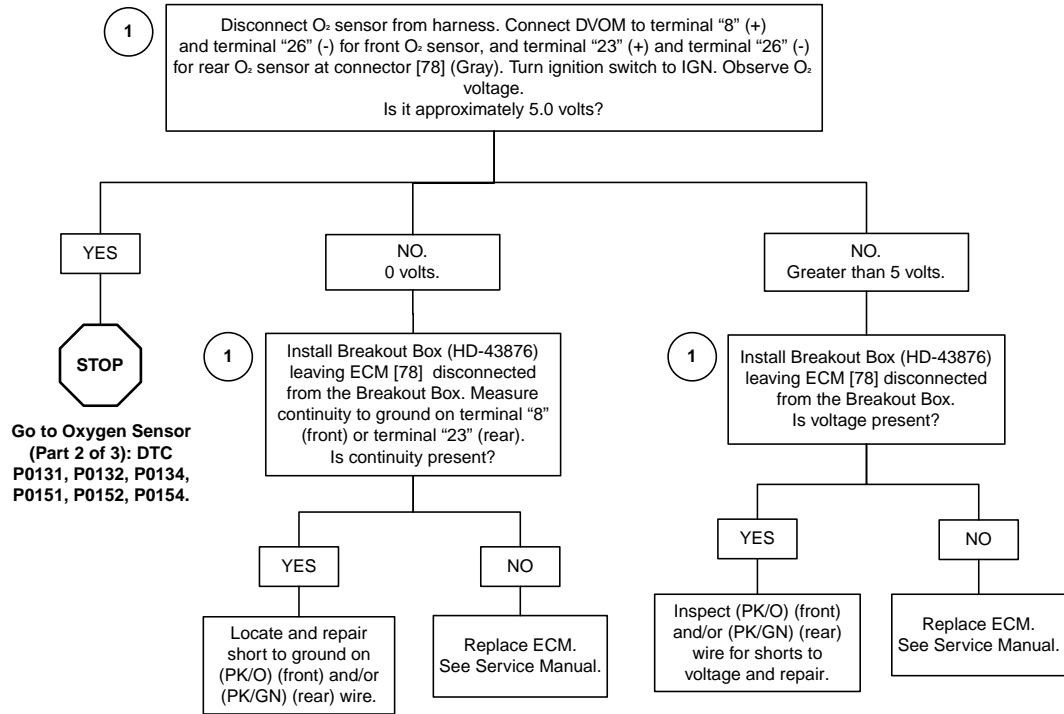 1
Disconnect O₂ sensor from harness. Connect DVOM to terminal “8” (+)
and terminal “26” (-) for front O₂ sensor, and terminal “23” (+) and terminal “26” (-)
for rear O₂ sensor at connector [78] (Gray). Turn ignition switch to IGN. Observe O₂
voltage.
Is it approximately 5.0 volts?
YES
NO.
0 volts.
NO.
Greater than 5 volts.
STOP
Go to Oxygen Sensor
(Part 2 of 3): DTC
P0131, P0132, P0134,
P0151, P0152, P0154.
1
Install Breakout Box (HD-43876)
leaving ECM [78] disconnected
from the Breakout Box. Measure
continuity to ground on terminal “8”
(front) or terminal “23” (rear).
Is continuity present?
1
Install Breakout Box (HD-43876)
leaving ECM [78] disconnected
from the Breakout Box.
Is voltage present?
YES
NO
YES
NO
Locate and repair
short to ground on
(PK/O) (front) and/or
(PK/GN) (rear) wire.
Replace ECM.
See Service Manual.
Inspect (PK/O) (front)
and/or (PK/GN) (rear)
wire for shorts to
voltage and repair.
Replace ECM.
See Service Manual.